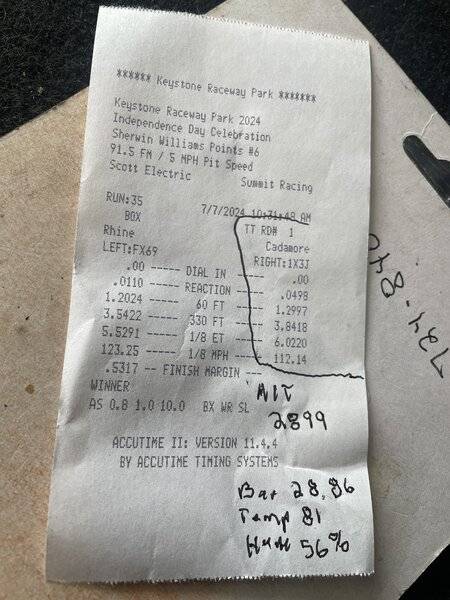 ****** Keystone Raceway Park *******
Keystone Raceway Park 2024
Independence Day Celebration
Sherwin Williams Points #6
91.5 FM / 5 MPH Pit Speed
Scott Electric Summit Racing
RUN:35 7/7/2024 10:31:48 AM
BOX TT RD# 1
Rhine Cadamore
LEFT:FX69 RIGHT:1X3J
.00 ----- DIAL IN ----- .00
.0110 ----- REACTION ----- .0498
1.2024 ----- 60 FT ----- 1.2997
3.5422 ----- 330 FT ----- 3.8418
5.5291 ----- 1/8 ET ----- 6.0220
123.25 ----- 1/8 MPH ----- 112.14
.5317 -- FINISH MARGIN ---
WINNER
AS 0.8 1.0 10.0 BX WR SL
AIT
2899
ACCUTIME II: VERSION 11.4.4
BY ACCUTIME TIMING SYSTEMS
Bar 28,86
Temp 81
Hum 56%